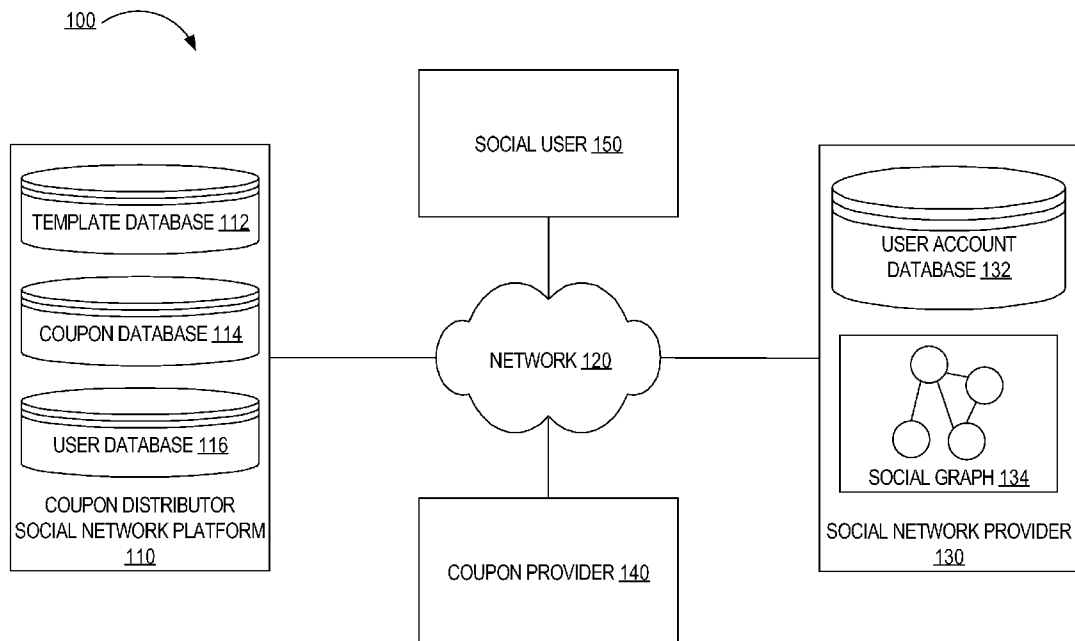 100
SOCIAL USER 150
TEMPLATE DATABASE 112
COUPON DATABASE 114
USER DATABASE 116
COUPON DISTRIBUTOR
SOCIAL NETWORK PLATFORM
110
NETWORK 120
COUPON PROVIDER 140
USER ACCOUNT
DATABASE 132
SOCIAL GRAPH 134
SOCIAL NETWORK PROVIDER
130